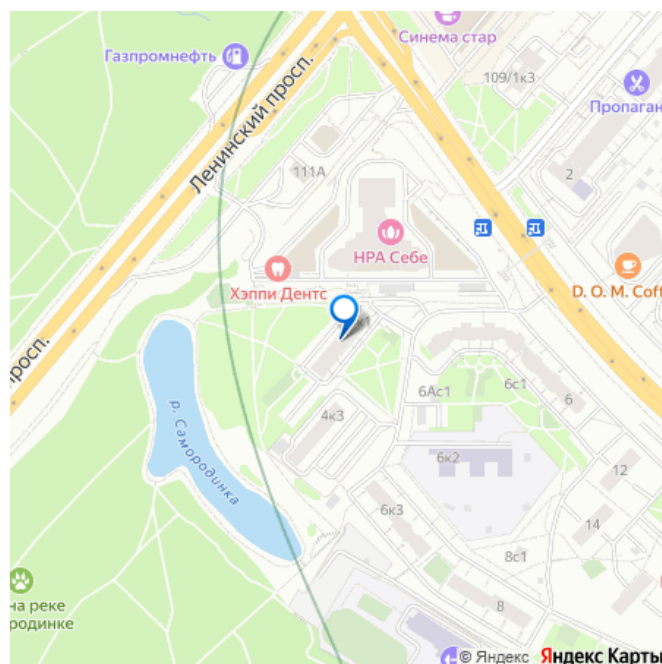 Синема стар
Газпромнефть
109/1к3
Пропаган
Ленинский просп.
111А
2
НРА Себе
Хэппи Дентс
D. O. M. Coff
просп.
к1
р. Самородинка
4к3
6Ас1
6с1
6
6к2
12
6к3
14
8с1
8
на реке
родинке
© Яндекс Яндекс Карты